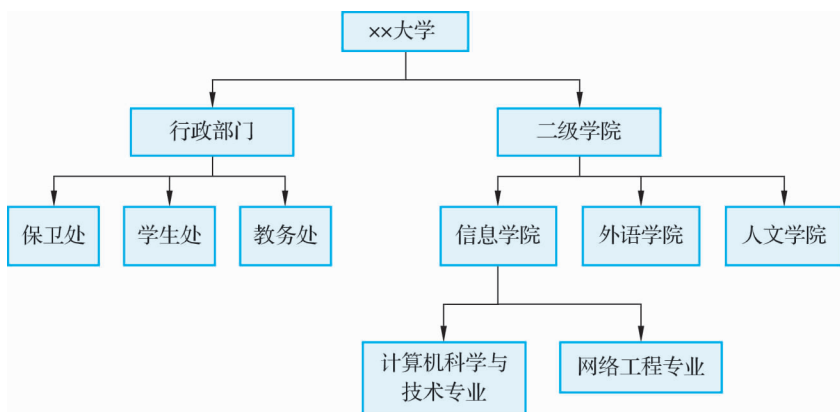 ××大学
行政部门
二级学院
保卫处
学生处
教务处
信息学院
外语学院
人文学院
计算机科学与
技术专业
网络工程专业